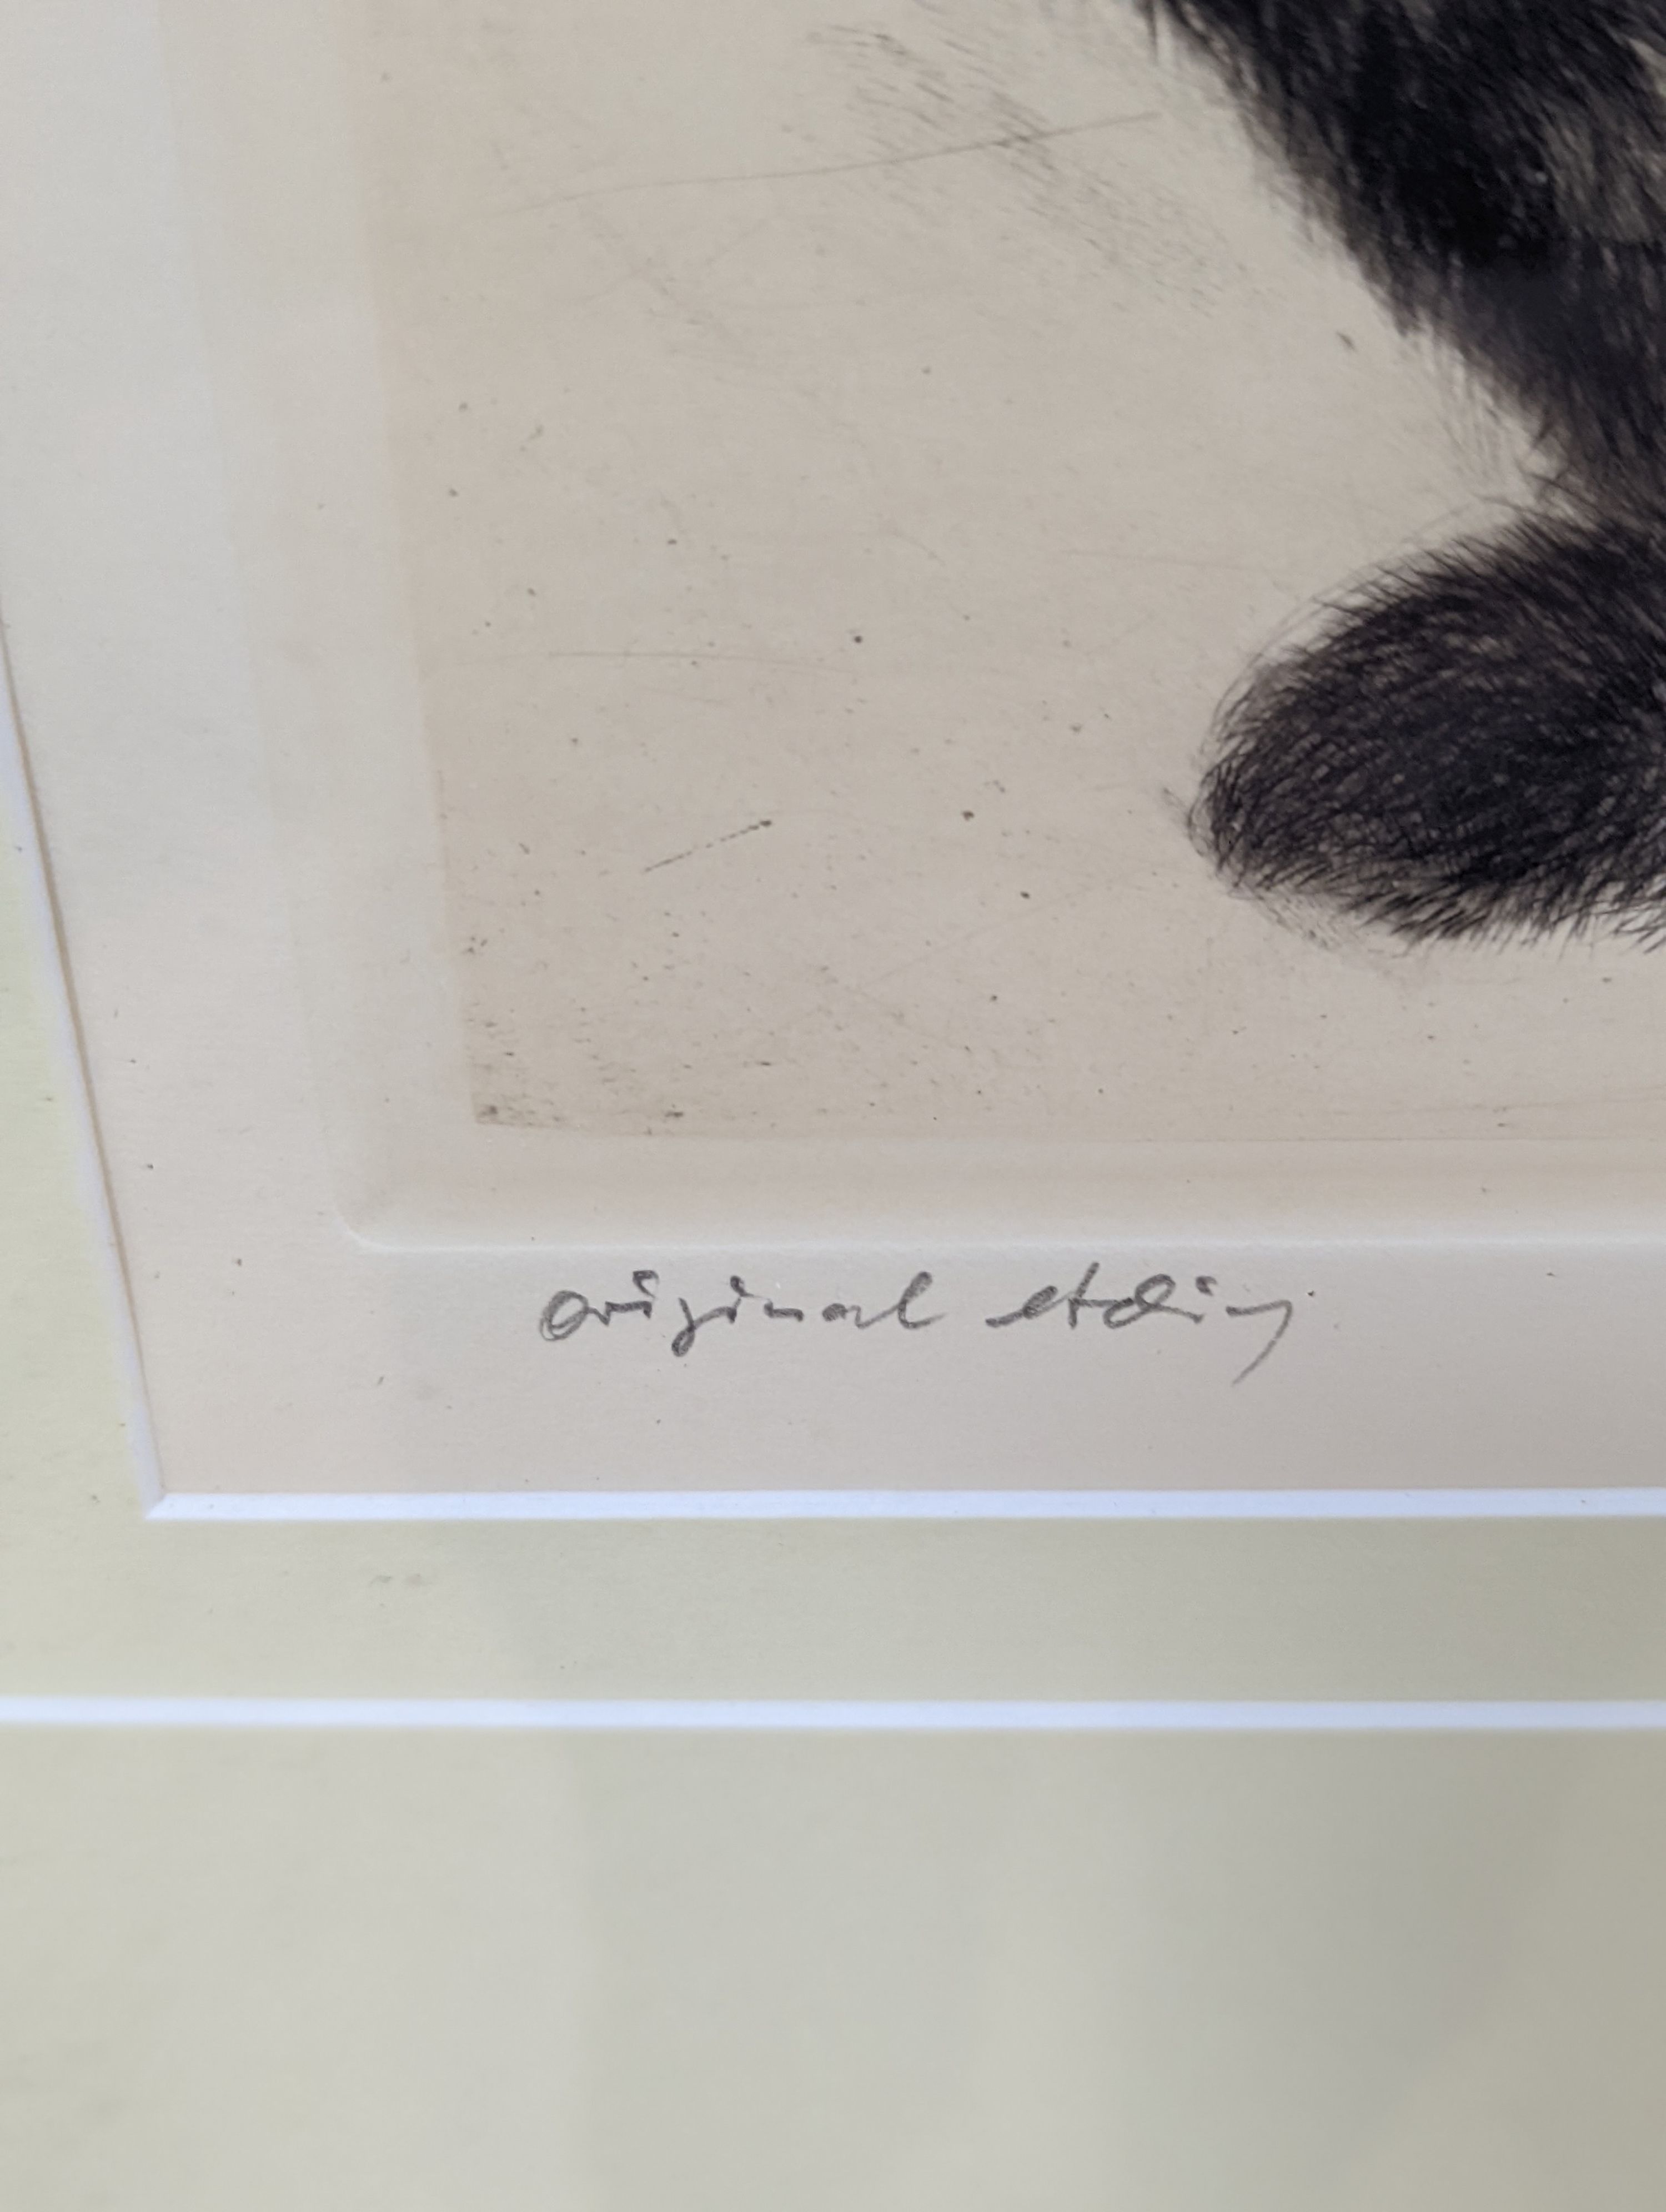 original etching